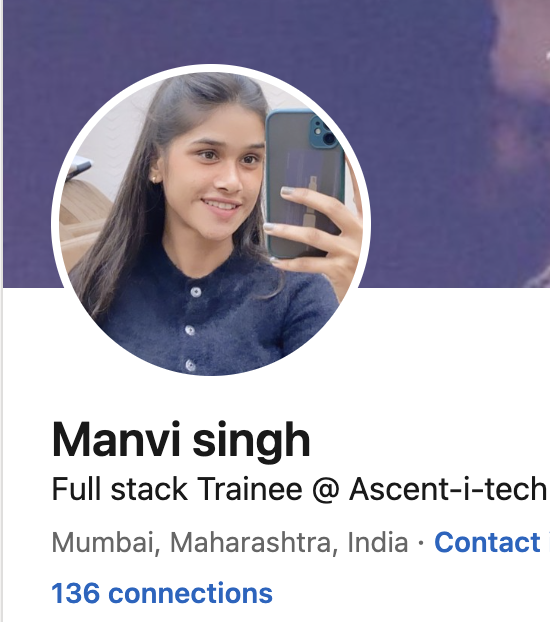 Manvi singh
Full stack Trainee @ Ascent-i-tech
Mumbai, Maharashtra, India · Contact
136 connections